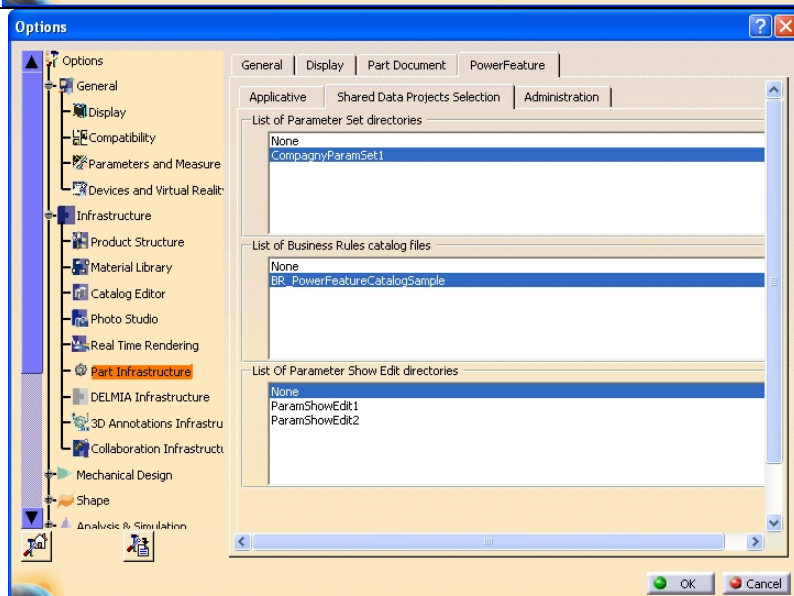 Options
Options
General
Display
Compatibility
Parameters and Measure
Devices and Virtual Realit
Infrastructure
Product Structure
Material Library
Catalog Editor
Photo Studio
Real Time Rendering
Part Infrastructure
DELMIA Infrastructure
3D Annotations Infrastru
Collaboration Infrastructu
Mechanical Design
Shape
Analysis & Simulation
General Display Part Document PowerFeature
Applicative Shared Data Projects Selection Administration
List of Parameter Set directories
None
CompagnyParamSet1
List of Business Rules catalog files
None
BR_PowerFeatureCatalogSample
List Of Parameter Show Edit directories
None
ParamShowEdit1
ParamShowEdit2
OK Cancel